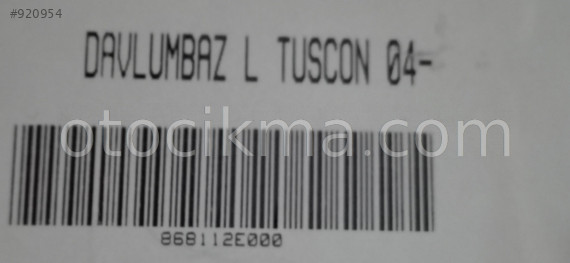 #920954
DAVLUMBAZ L TUSCON 04-
otocikma.com
868112E000